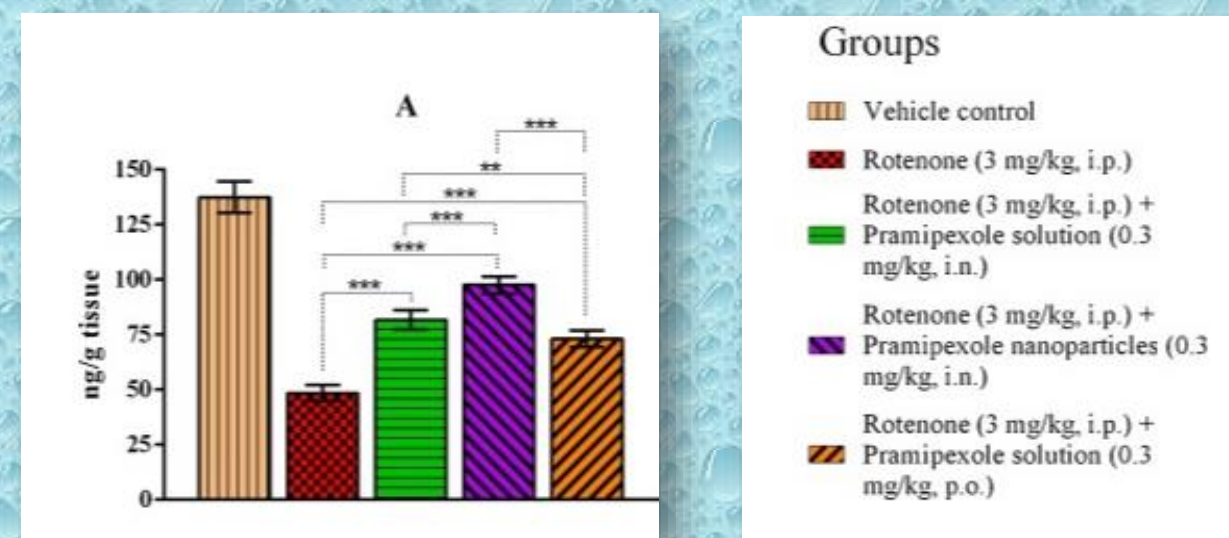 A
***
**
***
***
***
***
150
125
100
75
50
25
0
ng/g tissue
Groups
Vehicle control
Rotenone (3 mg/kg, i.p.)
Rotenone (3 mg/kg, i.p.) +
Pramipexole solution (0.3
mg/kg, i.n.)
Rotenone (3 mg/kg, i.p.) +
Pramipexole nanoparticles (0.3
mg/kg, i.n.)
Rotenone (3 mg/kg, i.p.) +
Pramipexole solution (0.3
mg/kg, p.o.)